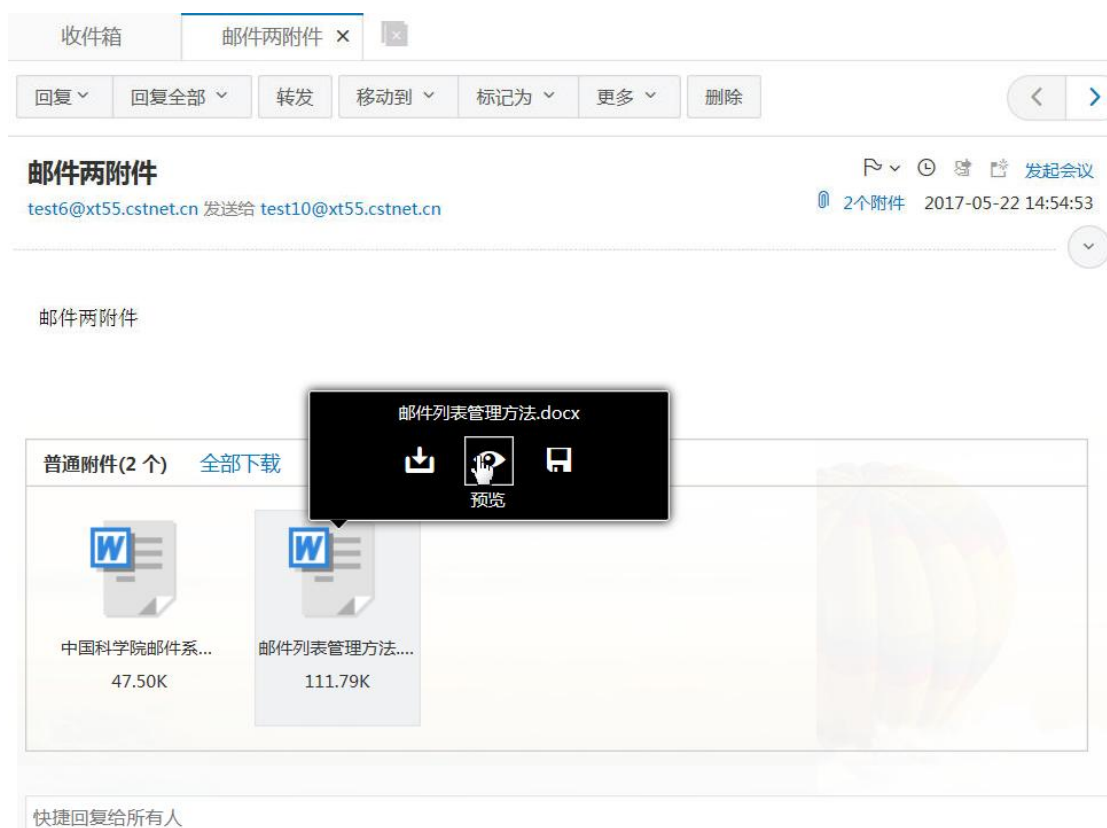 收件箱 邮件两附件 ×
回复 回复全部 转发 移动到 标记为 更多 删除
邮件两附件
发起会议
test6@xt55.cstnet.cn 发送给 test10@xt55.cstnet.cn
2个附件 2017-05-22 14:54:53
邮件两附件
邮件列表管理方法.docx
预览
普通附件(2 个) 全部下载
W W
中国科学院邮件系... 邮件列表管理方法....
47.50K 111.79K
快捷回复给所有人